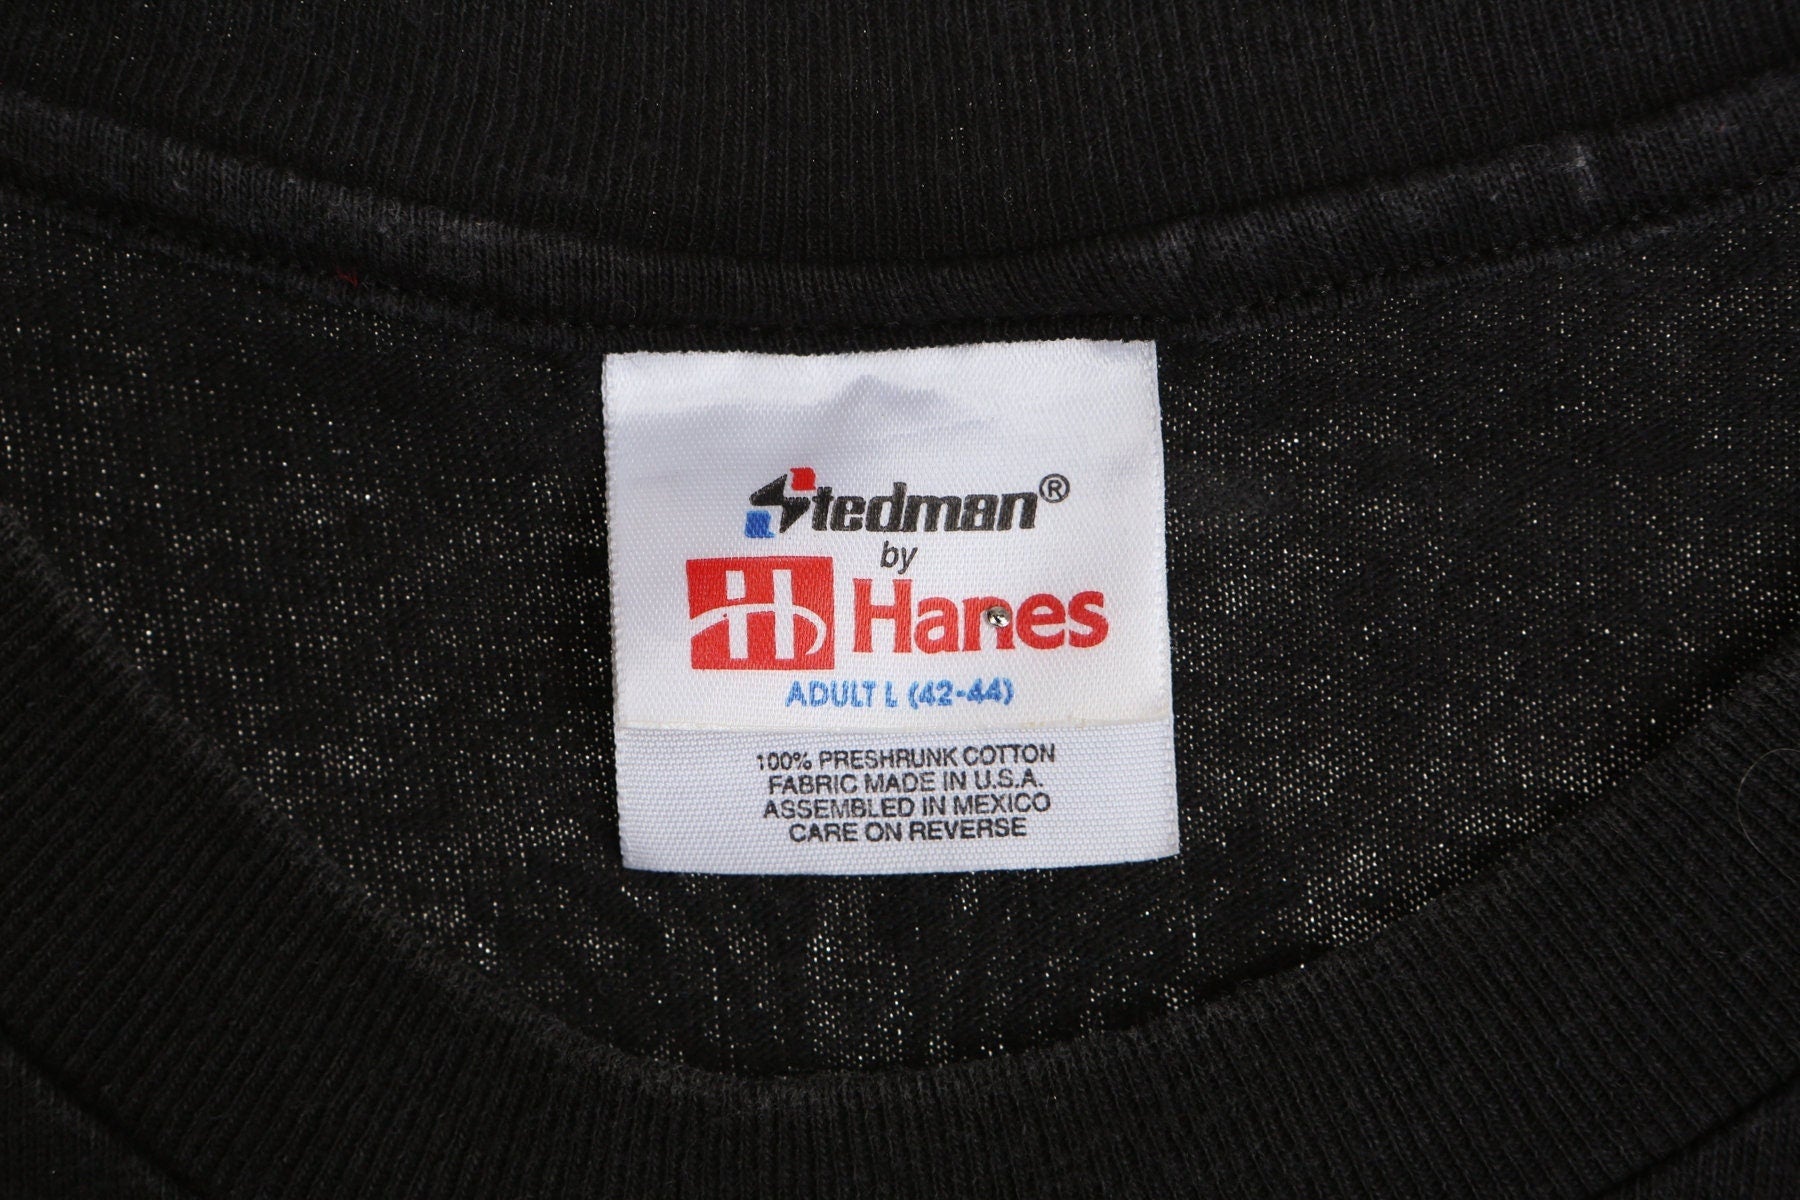 Stedman®
by
H Hanes
ADULT L (42-44)
100% PRESHRUNK COTTON
FABRIC MADE IN U.S.A.
ASSEMBLED IN MEXICO
CARE ON REVERSE